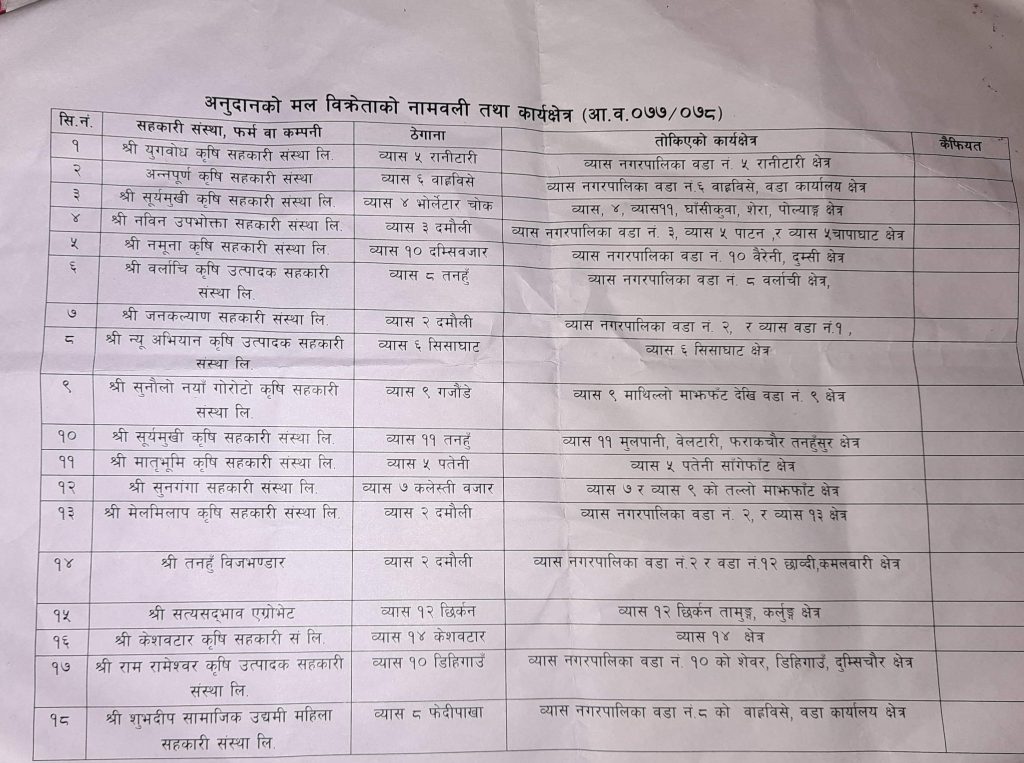 अनुदानको मल विक्रेताको नामवली तथा कार्यक्षेत्र (आ.व.०७७/०७८)
सि.नं. सहकारी संस्था, फर्म वा कम्पनी ठेगाना तोकिएको कार्यक्षेत्र कैफियत
१ श्री युगवोध कृषि सहकारी संस्था लि. व्यास ५ रानीटारी व्यास नगरपालिका वडा नं. ५ रानीटारी क्षेत्र
२ अन्नपूर्ण कृषि सहकारी संस्था व्यास ६ वाह्रविसे व्यास नगरपालिका वडा नं.६ वाह्रविसे, वडा कार्यालय क्षेत्र
३ श्री सूर्यमुखी कृषि सहकारी संस्था लि. व्यास ४ भोलेटार चोक व्यास, ४, व्यास११, घाँसीकुवा, शेरा, पोल्याङ्ग क्षेत्र
४ श्री नविन उपभोक्ता सहकारी संस्था लि. व्यास ३ दमौली व्यास नगरपालिका वडा नं. ३, व्यास ५ पाटन ,र व्यास ५चापाघाट क्षेत्र
५ श्री नमूना कृषि सहकारी संस्था लि. व्यास १० दम्सिवजार व्यास नगरपालिका वडा नं. १० वैरेनी, दुम्सी क्षेत्र
६ श्री वर्लाचि कृषि उत्पादक सहकारी व्यास ८ तनहुँ व्यास नगरपालिका वडा नं. ८ वर्लाची क्षेत्र,
संस्था लि.
७ श्री जनकल्याण सहकारी संस्था लि. व्यास २ दमौली व्यास नगरपालिका वडा नं. २, र व्यास वडा नं.१ ,
८ श्री न्यू अभियान कृषि उत्पादक सहकारी व्यास ६ सिसाघाट व्यास ६ सिसाघाट क्षेत्र
संस्था लि.
९ श्री सुनौलो नयाँ गोरोटो कृषि सहकारी व्यास ९ गजौडे व्यास ९ माथिल्लो माझफँट देखि वडा नं. ९ क्षेत्र
संस्था लि.
१० श्री सूर्यमुखी कृषि सहकारी संस्था लि. व्यास ११ तनहुँ व्यास ११ मुलपानी, वेलटारी, फराकचौर तनहुँसुर क्षेत्र
११ श्री मातृभूमि कृषि सहकारी संस्था लि. व्यास ५ पतेनी व्यास ५ पतेनी साँगेफाँट क्षेत्र
१२ श्री सुनगंगा सहकारी संस्था लि. व्यास ७ कलेस्ती वजार व्यास ७ र व्यास ९ को तल्लो माझफाँट क्षेत्र
१३ श्री मेलमिलाप कृषि सहकारी संस्था लि. व्यास २ दमौली व्यास नगरपालिका वडा नं. २, र व्यास १३ क्षेत्र
१४ श्री तनहुँ विजभण्डार व्यास २ दमौली व्यास नगरपालिका वडा नं.२ र वडा नं.१२ छाव्दी,कमलवारी क्षेत्र
१५ श्री सत्यसद्भाव एग्रोभेट व्यास १२ छिर्कन व्यास १२ छिर्कन तामुङ्ग, कर्लुङ्ग क्षेत्र
१६ श्री केशवटार कृषि सहकारी सं लि. व्यास १४ केशवटार व्यास १४ क्षेत्र
१७ श्री राम रामेश्वर कृषि उत्पादक सहकारी व्यास १० डिहिगाउँ व्यास नगरपालिका वडा नं. १० को शेवर, डिहिगाउँ, दुम्सिचौर क्षेत्र
संस्था लि.
१८ श्री शुभदीप सामाजिक उद्यमी महिला व्यास ८ फेदीपाखा व्यास नगरपालिका वडा नं.८ को वाह्रविसे, वडा कार्यालय क्षेत्र
सहकारी संस्था लि.